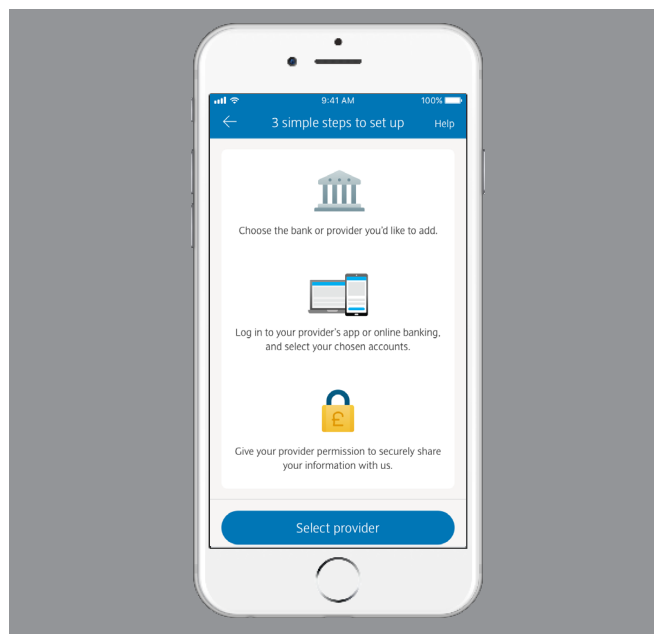 9:41 AM
100%
3 simple steps to set up
Help
Choose the bank or provider you'd like to add.
Log in to your provider's app or online banking,
and select your chosen accounts.
£
Give your provider permission to securely share
your information with us.
Select provider